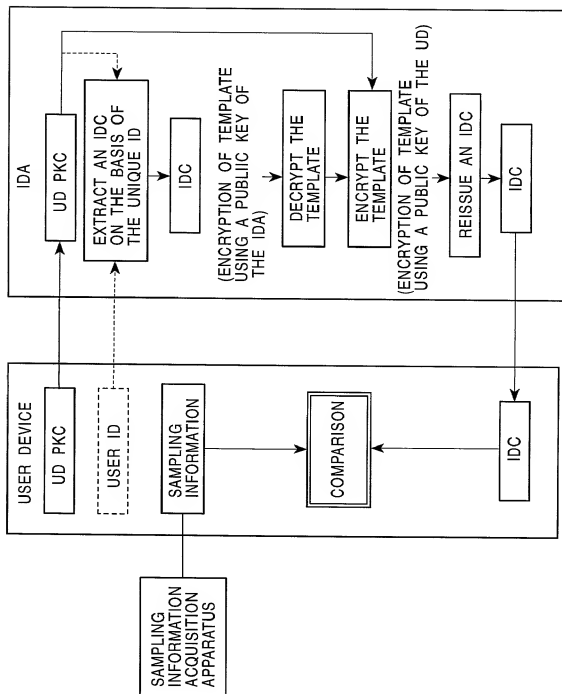 SAMPLING
INFORMATION
ACQUISITION
APPARATUS
USER DEVICE
UD PKC
USER ID
SAMPLING
INFORMATION
COMPARISON
IDC
IDA
UD PKC
EXTRACT AN IDC
ON THE BASIS OF
THE UNIQUE ID
IDC
(ENCRYPTION OF TEMPLATE
USING A PUBLIC KEY OF
THE IDA)
DECRYPT THE
TEMPLATE
ENCRYPT THE
TEMPLATE
(ENCRYPTION OF TEMPLATE
USING A PUBLIC KEY OF THE UD)
REISSUE AN IDC
IDC